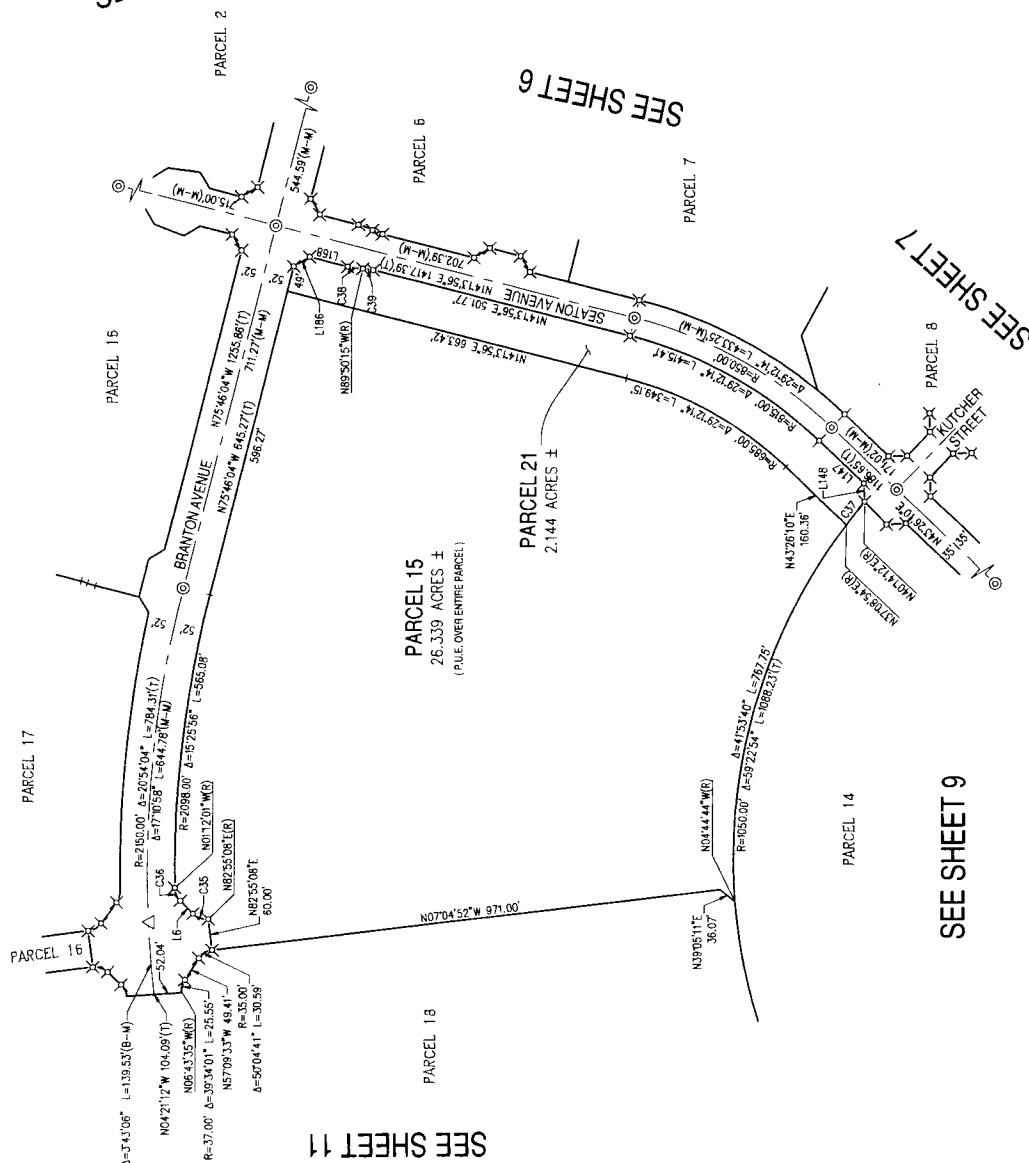 PARCEL 2
PARCEL 6
SEE SHEET 6
PARCEL 7
SEE SHEET 7
PARCEL 8
KUTCHER
STREET
715.00'(M-M)
544.59'(M-M)
PARCEL 15
52'
52'
49'
L168
L186
C38
C39
N89°50'15"W(R)
702.39'(M-M)
N14°13'56"E 1417.39'(T)
SEATON AVENUE
N14°13'56"E 501.77'
N14°13'56"E 663.42'
Δ=29°12'14" L=433.25'(M-M)
R=850.00'
Δ=29°12'14" L=415.41'
R=815.00'
Δ=29°12'14" L=349.15'
R=685.00'
N75°46'04"W 1255.86'(T)
711.27'(M-M)
BRANTON AVENUE
N75°46'04"W 645.27'(T)
596.27'
PARCEL 21
2.144 ACRES ±
PARCEL 15
26.339 ACRES ±
(P.U.E. OVER ENTIRE PARCEL)
171.02'(M-M)
1186.65'(T)
N43°26'10"E
L147
L148
C37
35'
35'
N43°26'10"E
160.36'
N40°14'12"E(R)
N37°08'54"E(R)
PARCEL 17
52'
52'
R=2150.00' Δ=20°54'04" L=784.31'(T)
Δ=17°10'58" L=644.78'(M-M)
R=2098.00' Δ=15°25'56" L=565.08'
C36
N01°12'01"W(R)
C35
L6
N82°55'08"E(R)
N82°55'08"E
60.00'
PARCEL 16
52.04'
Δ=3°43'06" L=139.53'(B-M)
N04°21'12"W 104.09'(T)
N06°43'35"W(R)
R=37.00' Δ=39°34'01" L=25.55'
N57°09'33"W 49.41'
R=35.00'
Δ=50°04'41" L=30.59'
N07°04'52"W 971.00'
N39°05'11"E
36.07'
N04°44'44"W(R)
Δ=41°53'40" L=767.75'
R=1050.00' Δ=59°22'54" L=1088.23'(T)
PARCEL 14
PARCEL 18
SEE SHEET 9
SEE SHEET 11